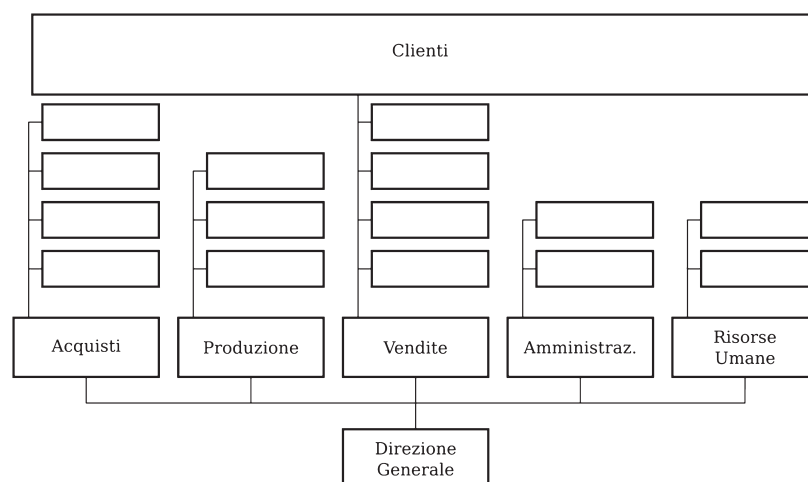 Clienti
Acquisti
Produzione
Vendite
Amministraz.
Risorse
Umane
Direzione
Generale